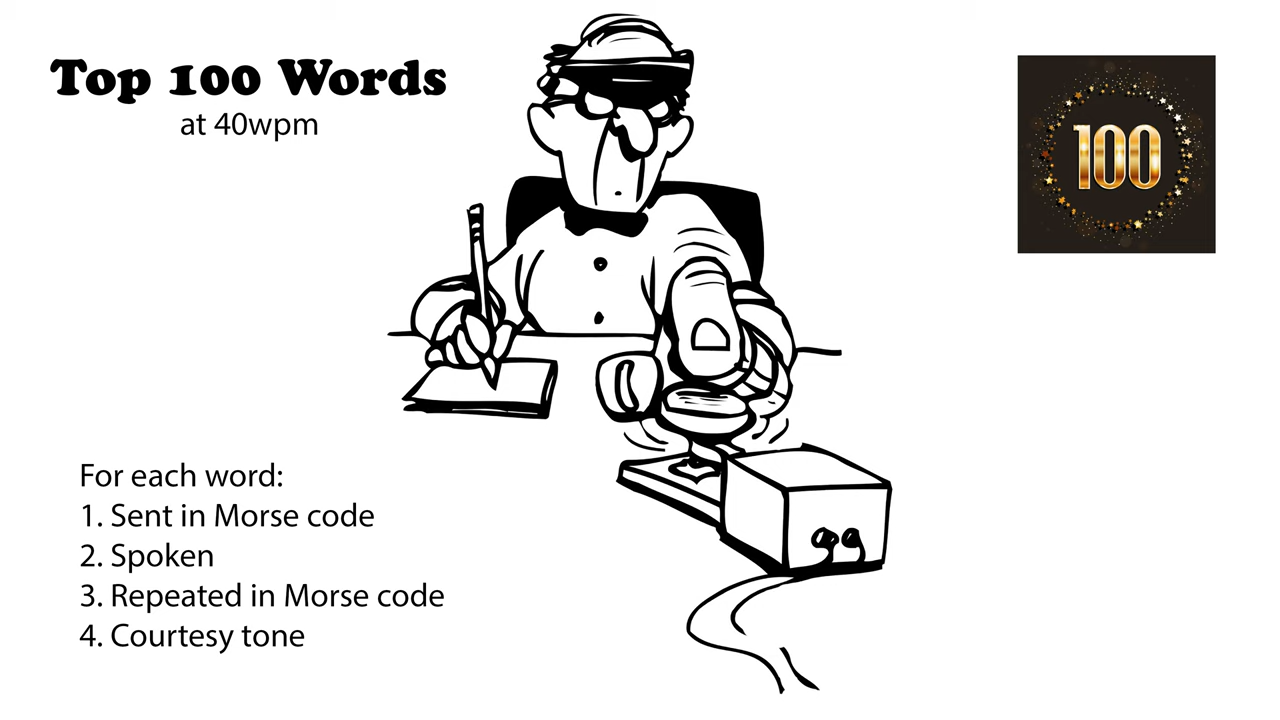 Top 100 Words
at 40wpm
100
For each word:
1. Sent in Morse code
2. Spoken
3. Repeated in Morse code
4. Courtesy tone